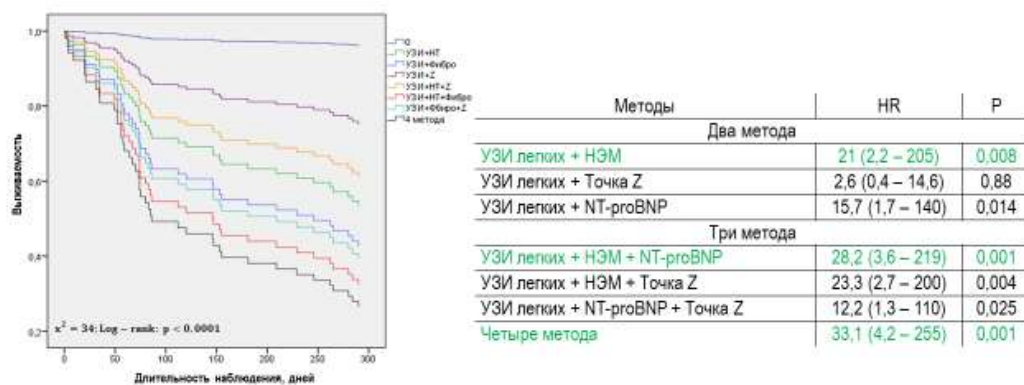 1,0
0,8
0,6
0,4
0,2
Выживаемость
0 50 100 150 200 250 300
Длительность наблюдения, дней
x² = 34: Log – rank: p < 0.0001
0
УЗИ+НТ
УЗИ+Фибро
УЗИ+Z
УЗИ+НТ+Z
УЗИ+НТ+Фибро
УЗИ+Фбиро+Z
4 метода
Методы HR P
Два метода
УЗИ легких + НЭМ 21 (2,2 – 205) 0,008
УЗИ легких + Точка Z 2,6 (0,4 – 14,6) 0,88
УЗИ легких + NT-proBNP 15,7 (1,7 – 140) 0,014
Три метода
УЗИ легких + НЭМ + NT-proBNP 28,2 (3,6 – 219) 0,001
УЗИ легких + НЭМ + Точка Z 23,3 (2,7 – 200) 0,004
УЗИ легких + NT-proBNP + Точка Z 12,2 (1,3 – 110) 0,025
Четыре метода 33,1 (4,2 – 255) 0,001